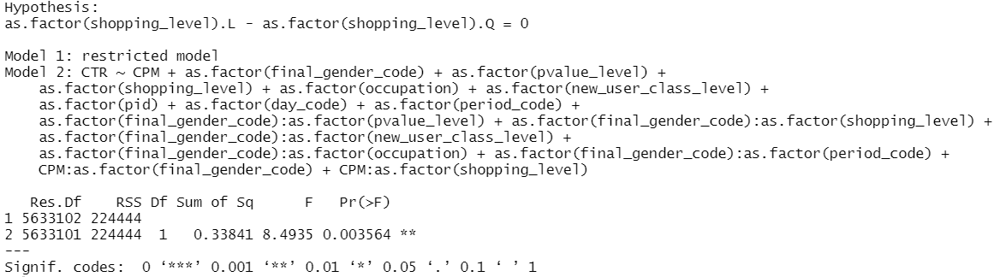 Hypothesis:
as.factor(shopping_level).L - as.factor(shopping_level).Q = 0
Model 1: restricted model
Model 2: CTR ~ CPM + as.factor(final_gender_code) + as.factor(pvalue_level) +
as.factor(shopping_level) + as.factor(occupation) + as.factor(new_user_class_level) +
as.factor(pid) + as.factor(day_code) + as.factor(period_code) +
as.factor(final_gender_code):as.factor(pvalue_level) + as.factor(final_gender_code):as.factor(shopping_level) +
as.factor(final_gender_code):as.factor(new_user_class_level) +
as.factor(final_gender_code):as.factor(occupation) + as.factor(final_gender_code):as.factor(period_code) +
CPM:as.factor(final_gender_code) + CPM:as.factor(shopping_level)
Res.Df RSS Df Sum of Sq F Pr(>F)
1 5633102 224444
2 5633101 224444 1 0.33841 8.4935 0.003564 **
---
Signif. codes: 0 ‘***’ 0.001 ‘**’ 0.01 ‘*’ 0.05 ‘.’ 0.1 ‘ ’ 1